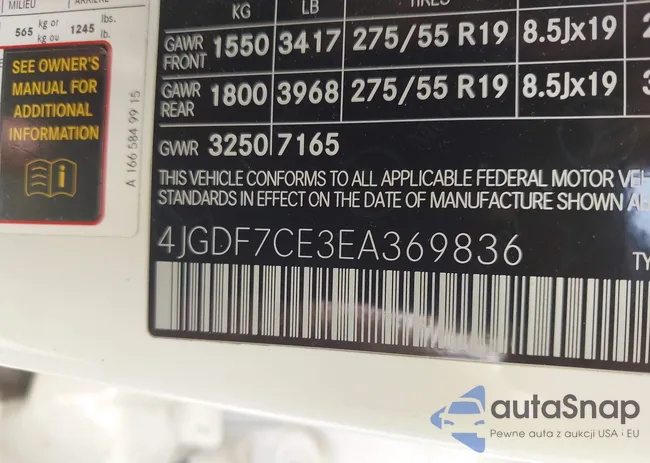 MILIEU ARRIÈRE
565 kg or kg ou 1245 lbs. lb.
SEE OWNER'S
MANUAL FOR
ADDITIONAL
INFORMATION
A 166 584 99 15
KG LB TIRES
GAWR FRONT 1550 3417 275/55 R19 8.5Jx19
GAWR REAR 1800 3968 275/55 R19 8.5Jx19
GVWR 3250 7165
THIS VEHICLE CONFORMS TO ALL APPLICABLE FEDERAL MOTOR
STANDARDS IN EFFECT ON THE DATE OF MANUFACTURE SHOWN
4JGDF7CE3EA369836
autaSnap
Pewne auta z aukcji USA i EU